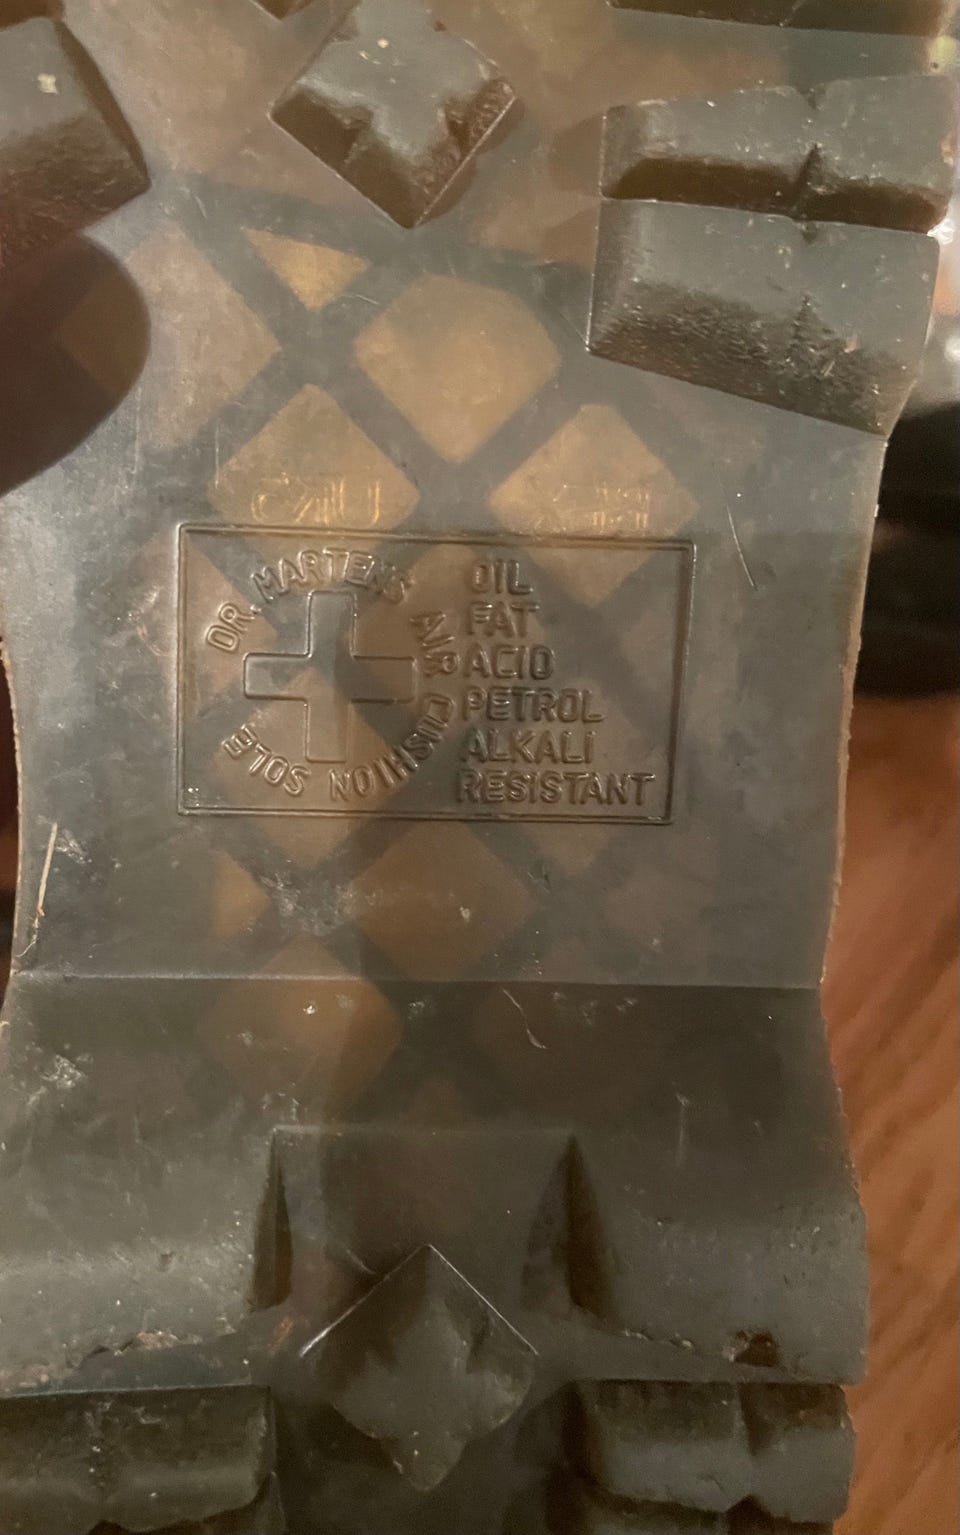 DR. MARTENS AIR CUSHION SOLE
OIL
FAT
ACID
PETROL
ALKALI
RESISTANT